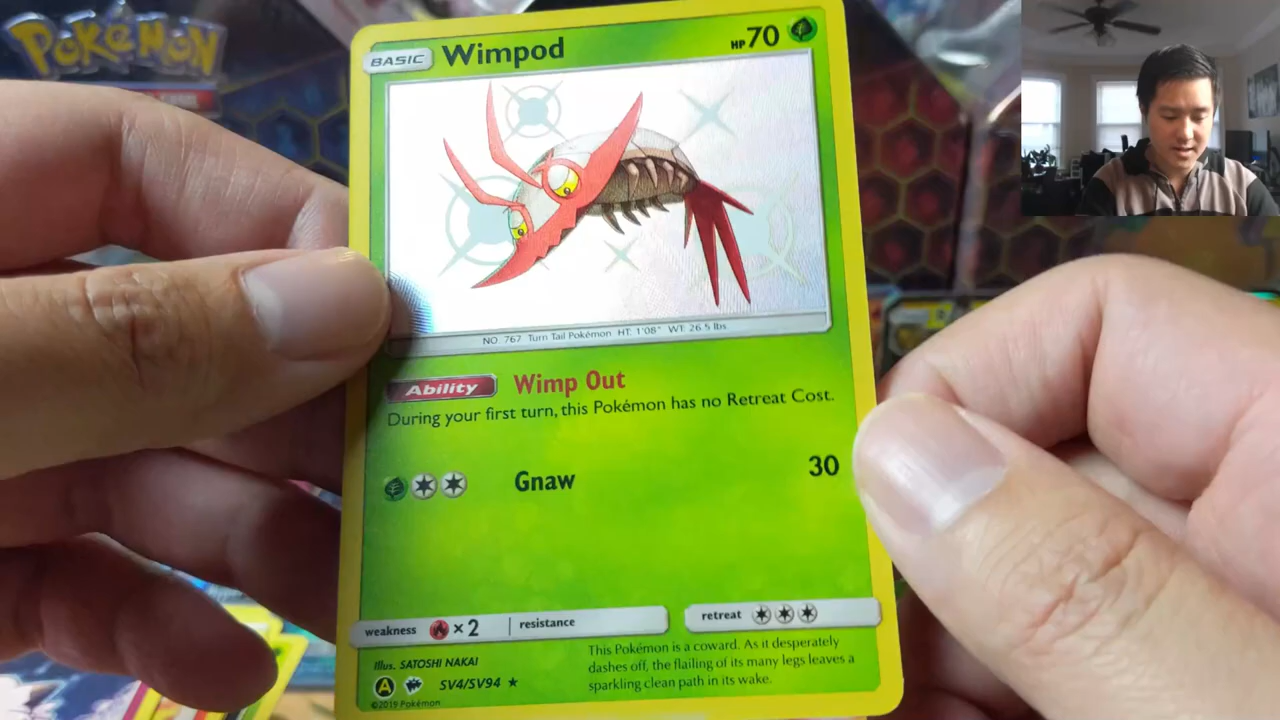 POKÉMON
BASIC Wimpod HP 70
NO. 767 Turn Tail Pokémon HT: 1'08" WT: 26.5 lbs
Ability Wimp Out
During your first turn, this Pokémon has no Retreat Cost.
Gnaw 30
weakness ×2 resistance retreat
Illus. SATOSHI NAKAI
A SV4/SV94 ★
©2019 Pokémon
This Pokémon is a coward. As it desperately
dashes off, the flailing of its many legs leaves a
sparkling clean path in its wake.